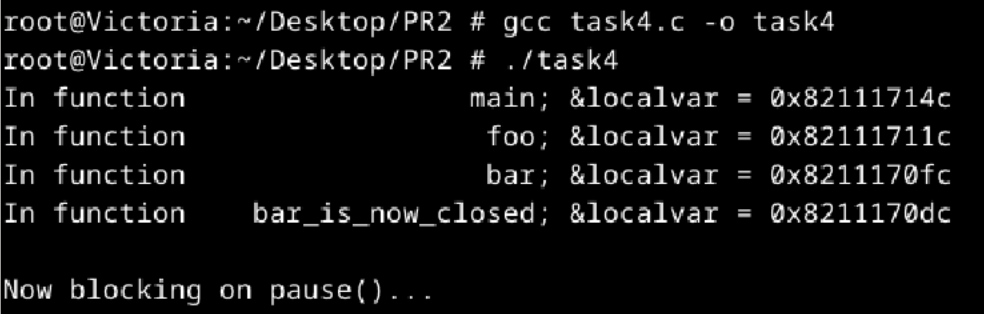 root@Victoria:~/Desktop/PR2 # gcc task4.c -o task4
root@Victoria:~/Desktop/PR2 # ./task4
In function                 main; &localvar = 0x82111714c
In function                  foo; &localvar = 0x82111711c
In function                  bar; &localvar = 0x8211170fc
In function    bar_is_now_closed; &localvar = 0x8211170dc

Now blocking on pause()...